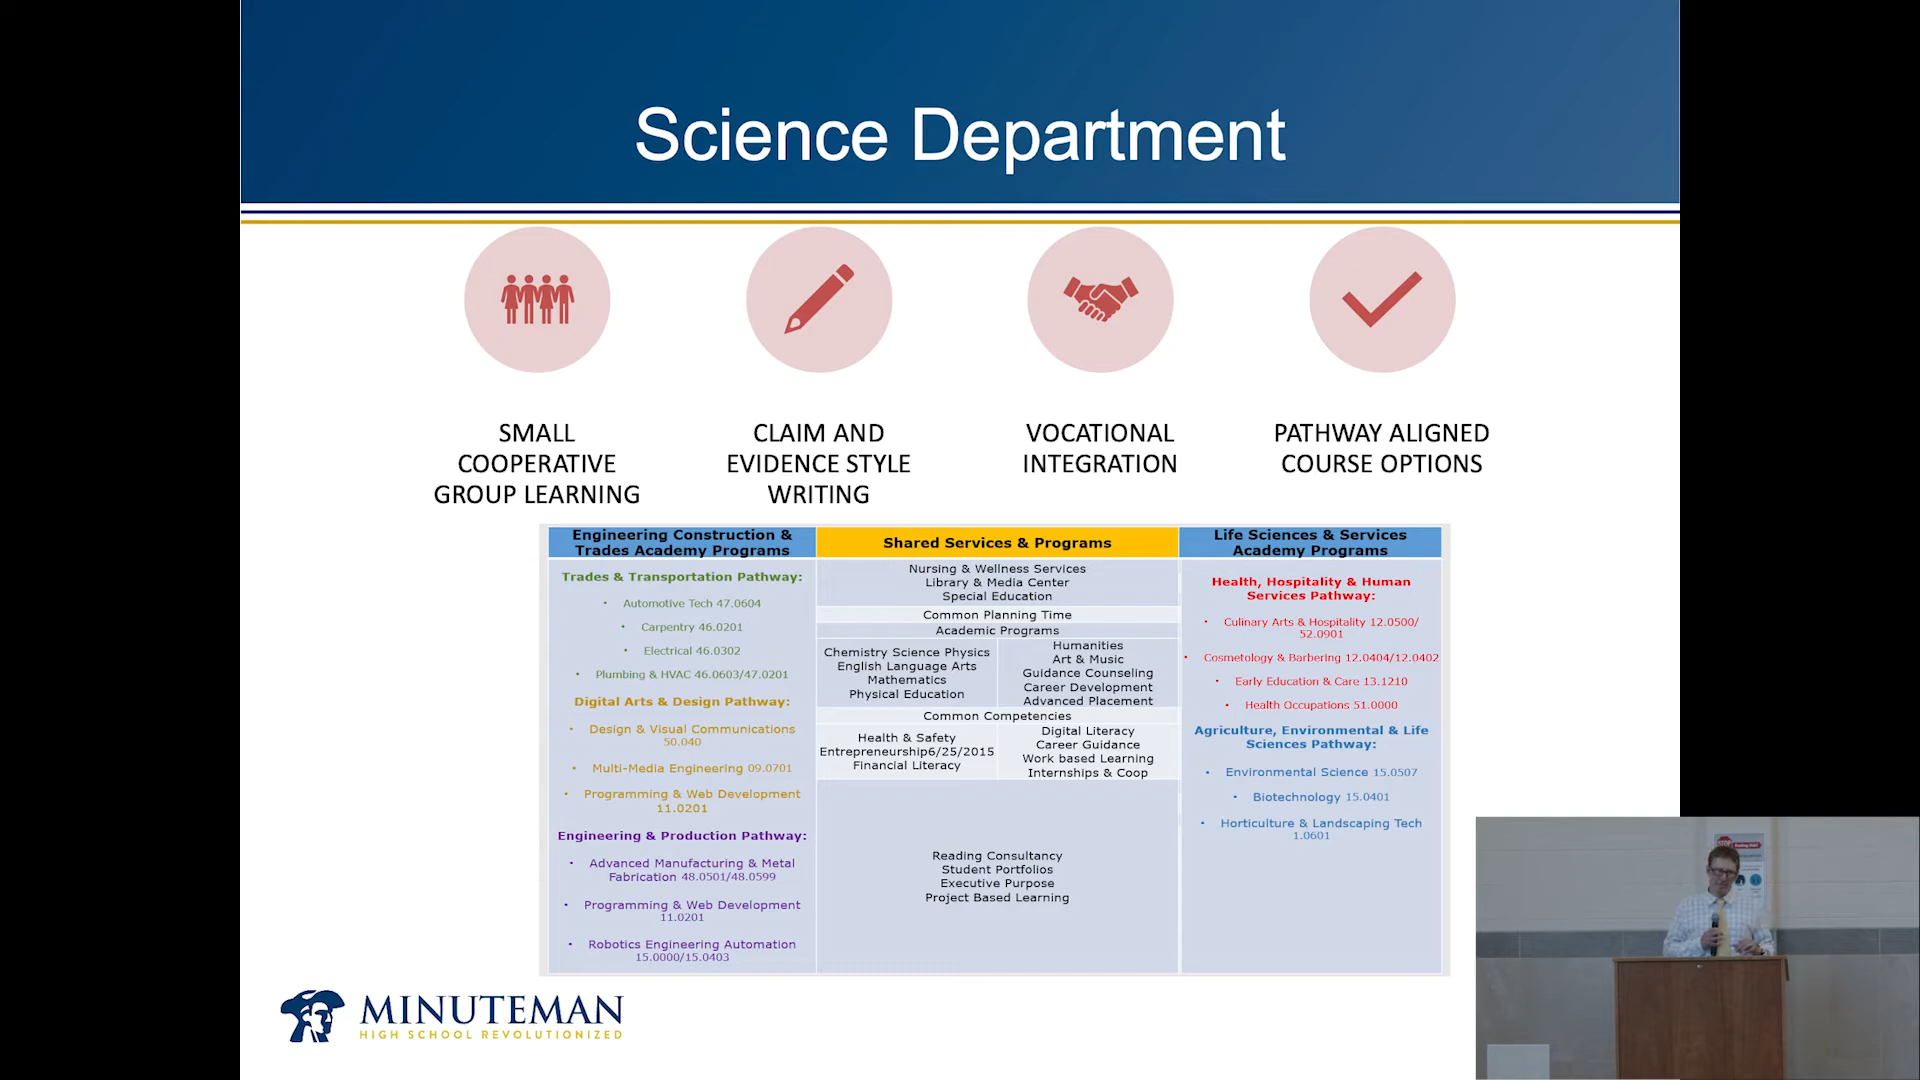 Science Department
SMALL
COOPERATIVE
GROUP LEARNING
CLAIM AND
EVIDENCE STYLE
WRITING
VOCATIONAL
INTEGRATION
PATHWAY ALIGNED
COURSE OPTIONS
Engineering Construction &
Trades Academy Programs
Trades & Transportation Pathway:
• Automotive Tech 47.0604
• Carpentry 46.0201
• Electrical 46.0302
• Plumbing & HVAC 46.0603/47.0201
Digital Arts & Design Pathway:
• Design & Visual Communications
50.040
• Multi-Media Engineering 09.0701
• Programming & Web Development
11.0201
Engineering & Production Pathway:
• Advanced Manufacturing & Metal
Fabrication 48.0501/48.0599
• Programming & Web Development
11.0201
• Robotics Engineering Automation
15.0000/15.0403
Shared Services & Programs
Nursing & Wellness Services
Library & Media Center
Special Education
Common Planning Time
Academic Programs
Chemistry Science Physics
English Language Arts
Mathematics
Physical Education
Humanities
Art & Music
Guidance Counseling
Career Development
Advanced Placement
Common Competencies
Health & Safety
Entrepreneurship6/25/2015
Financial Literacy
Digital Literacy
Career Guidance
Work based Learning
Internships & Coop
Reading Consultancy
Student Portfolios
Executive Purpose
Project Based Learning
Life Sciences & Services
Academy Programs
Health, Hospitality & Human
Services Pathway:
• Culinary Arts & Hospitality 12.0500/
52.0901
• Cosmetology & Barbering 12.0404/12.0402
• Early Education & Care 13.1210
• Health Occupations 51.0000
Agriculture, Environmental & Life
Sciences Pathway:
• Environmental Science 15.0507
• Biotechnology 15.0401
• Horticulture & Landscaping Tech
1.0601
MINUTEMAN
HIGH SCHOOL REVOLUTIONIZED